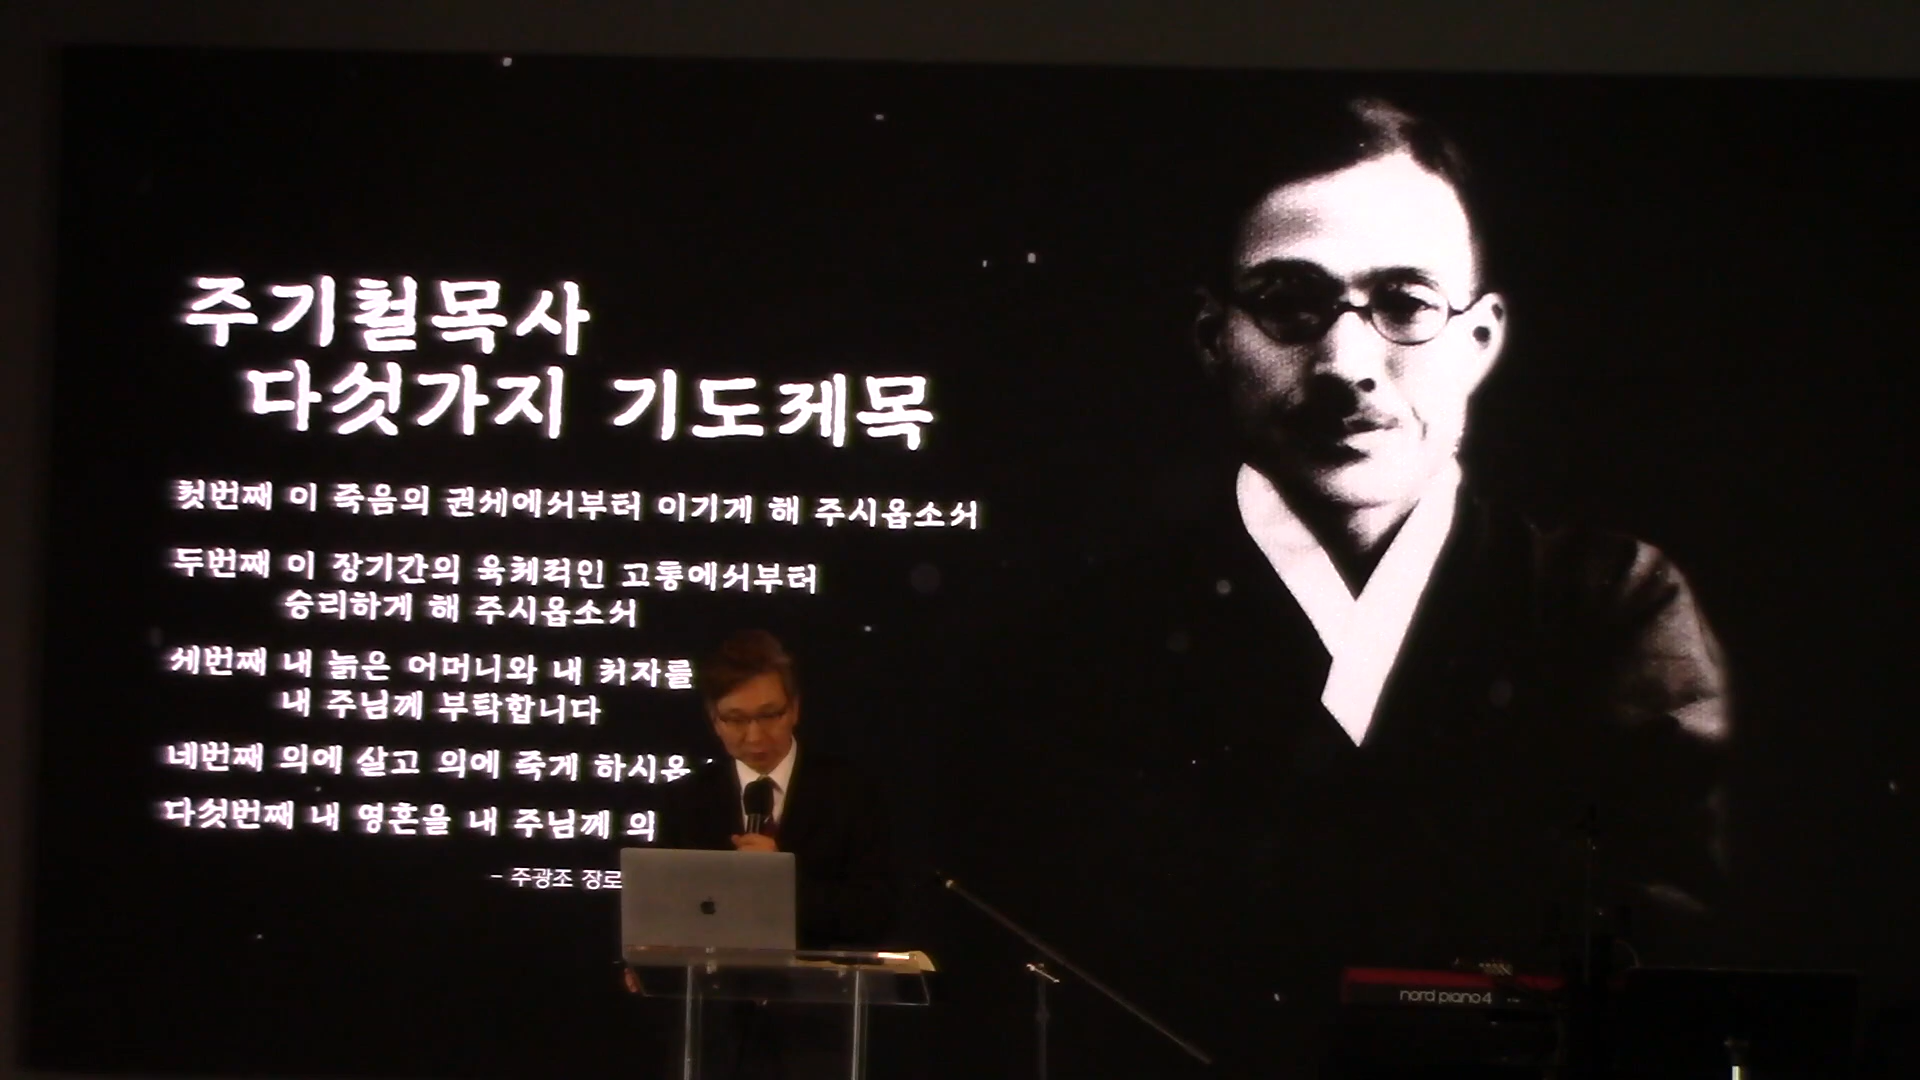 주기철목사
다섯가지 기도제목
첫번째 이 죽음의 권세에서부터 이기게 해 주시옵소서
두번째 이 장기간의 육체적인 고통에서부터
승리하게 해 주시옵소서
세번째 내 늙은 어머니와 내 처자를
내 주님께 부탁합니다
네번째 의에 살고 의에 죽게 하시옵
다섯번째 내 영혼을 내 주님께 의
- 주광조 장로
nord piano 4